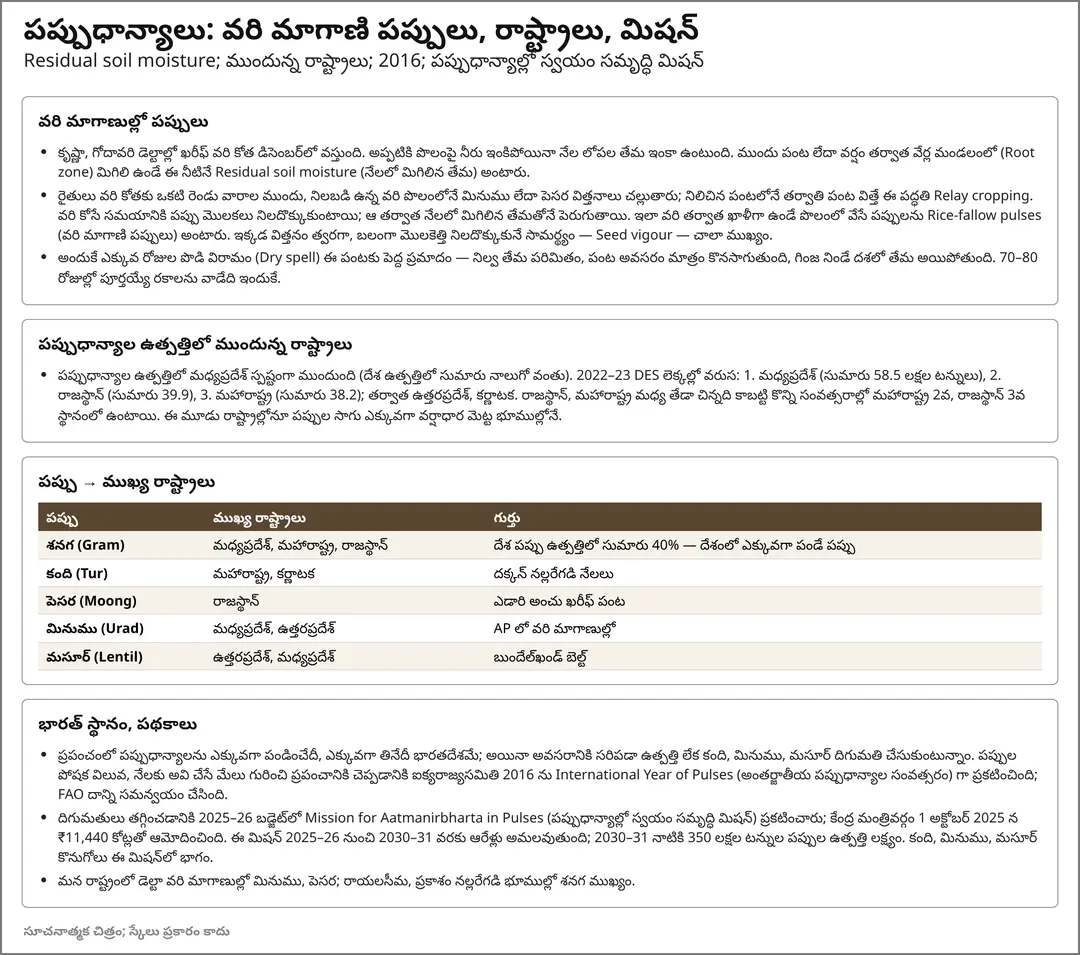 పప్పుధాన్యాలు: వరి మాగాణి పప్పులు, రాష్ట్రాలు, మిషన్
Residual soil moisture; ముందున్న రాష్ట్రాలు; 2016; పప్పుధాన్యాల్లో స్వయం సమృద్ధి మిషన్
వరి మాగాణుల్లో పప్పులు
• కృష్ణా, గోదావరి డెల్టాల్లో ఖరీఫ్ వరి కోత డిసెంబర్‌లో వస్తుంది. అప్పటికి పొలంపై నీరు ఇంకిపోయినా నేల లోపల తేమ ఇంకా ఉంటుంది. ముందు పంట లేదా వర్షం తర్వాత వేర్ల మండలంలో (Root
zone) మిగిలి ఉండే ఈ నీటినే Residual soil moisture (నేలలో మిగిలిన తేమ) అంటారు.
• రైతులు వరి కోతకు ఒకటి రెండు వారాల ముందు, నిలబడి ఉన్న వరి పొలంలోనే మినుము లేదా పెసర విత్తనాలు చల్లుతారు; నిలిచిన పంటలోనే తర్వాతి పంట విత్తే ఈ పద్ధతి Relay cropping.
వరి కోసే సమయానికి పప్పు మొలకలు నిలదొక్కుకుంటాయి; ఆ తర్వాత నేలలో మిగిలిన తేమతోనే పెరుగుతాయి. ఇలా వరి తర్వాత ఖాళీగా ఉండే పొలంలో వేసే పప్పులను Rice-fallow pulses
(వరి మాగాణి పప్పులు) అంటారు. ఇక్కడ విత్తనం త్వరగా, బలంగా మొలకెత్తి నిలదొక్కుకునే సామర్థ్యం — Seed vigour — చాలా ముఖ్యం.
• అందుకే ఎక్కువ రోజుల పొడి విరామం (Dry spell) ఈ పంటకు పెద్ద ప్రమాదం — నిల్వ తేమ పరిమితం, పంట అవసరం మాత్రం కొనసాగుతుంది, గింజ నిండే దశలో తేమ అయిపోతుంది. 70–80
రోజుల్లో పూర్తయ్యే రకాలను వాడేది ఇందుకే.
పప్పుధాన్యాల ఉత్పత్తిలో ముందున్న రాష్ట్రాలు
• పప్పుధాన్యాల ఉత్పత్తిలో మధ్యప్రదేశ్ స్పష్టంగా ముందుంది (దేశ ఉత్పత్తిలో సుమారు నాలుగో వంతు). 2022–23 DES లెక్కల్లో వరుస: 1. మధ్యప్రదేశ్ (సుమారు 58.5 లక్షల టన్నులు), 2.
రాజస్థాన్ (సుమారు 39.9), 3. మహారాష్ట్ర (సుమారు 38.2); తర్వాత ఉత్తరప్రదేశ్, కర్ణాటక. రాజస్థాన్, మహారాష్ట్ర మధ్య తేడా చిన్నది కాబట్టి కొన్ని సంవత్సరాల్లో మహారాష్ట్ర 2వ, రాజస్థాన్ 3వ
స్థానంలో ఉంటాయి. ఈ మూడు రాష్ట్రాల్లోనూ పప్పుల సాగు ఎక్కువగా వర్షాధార మెట్ట భూముల్లోనే.
పప్పు → ముఖ్య రాష్ట్రాలు
పప్పు ముఖ్య రాష్ట్రాలు గుర్తు
శనగ (Gram) మధ్యప్రదేశ్, మహారాష్ట్ర, రాజస్థాన్ దేశ పప్పు ఉత్పత్తిలో సుమారు 40% — దేశంలో ఎక్కువగా పండే పప్పు
కంది (Tur) మహారాష్ట్ర, కర్ణాటక దక్కన్ నల్లరేగడి నేలలు
పెసర (Moong) రాజస్థాన్ ఎడారి అంచు ఖరీఫ్ పంట
మినుము (Urad) మధ్యప్రదేశ్, ఉత్తరప్రదేశ్ AP లో వరి మాగాణుల్లో
మసూర్ (Lentil) ఉత్తరప్రదేశ్, మధ్యప్రదేశ్ బుందేల్‌ఖండ్ బెల్ట్
భారత్ స్థానం, పథకాలు
• ప్రపంచంలో పప్పుధాన్యాలను ఎక్కువగా పండించేదీ, ఎక్కువగా తినేదీ భారతదేశమే; అయినా అవసరానికి సరిపడా ఉత్పత్తి లేక కంది, మినుము, మసూర్ దిగుమతి చేసుకుంటున్నాం. పప్పుల
పోషక విలువ, నేలకు అవి చేసే మేలు గురించి ప్రపంచానికి చెప్పడానికి ఐక్యరాజ్యసమితి 2016 ను International Year of Pulses (అంతర్జాతీయ పప్పుధాన్యాల సంవత్సరం) గా ప్రకటించింది;
FAO దాన్ని సమన్వయం చేసింది.
• దిగుమతులు తగ్గించడానికి 2025–26 బడ్జెట్‌లో Mission for Aatmanirbharta in Pulses (పప్పుధాన్యాల్లో స్వయం సమృద్ధి మిషన్) ప్రకటించారు; కేంద్ర మంత్రివర్గం 1 అక్టోబర్ 2025 న
₹11,440 కోట్లతో ఆమోదించింది. ఈ మిషన్ 2025–26 నుంచి 2030–31 వరకు ఆరేళ్లు అమలవుతుంది; 2030–31 నాటికి 350 లక్షల టన్నుల పప్పుల ఉత్పత్తి లక్ష్యం. కంది, మినుము, మసూర్
కొనుగోలు ఈ మిషన్‌లో భాగం.
• మన రాష్ట్రంలో డెల్టా వరి మాగాణుల్లో మినుము, పెసర; రాయలసీమ, ప్రకాశం నల్లరేగడి భూముల్లో శనగ ముఖ్యం.
సూచనాత్మక చిత్రం; స్కేలు ప్రకారం కాదు